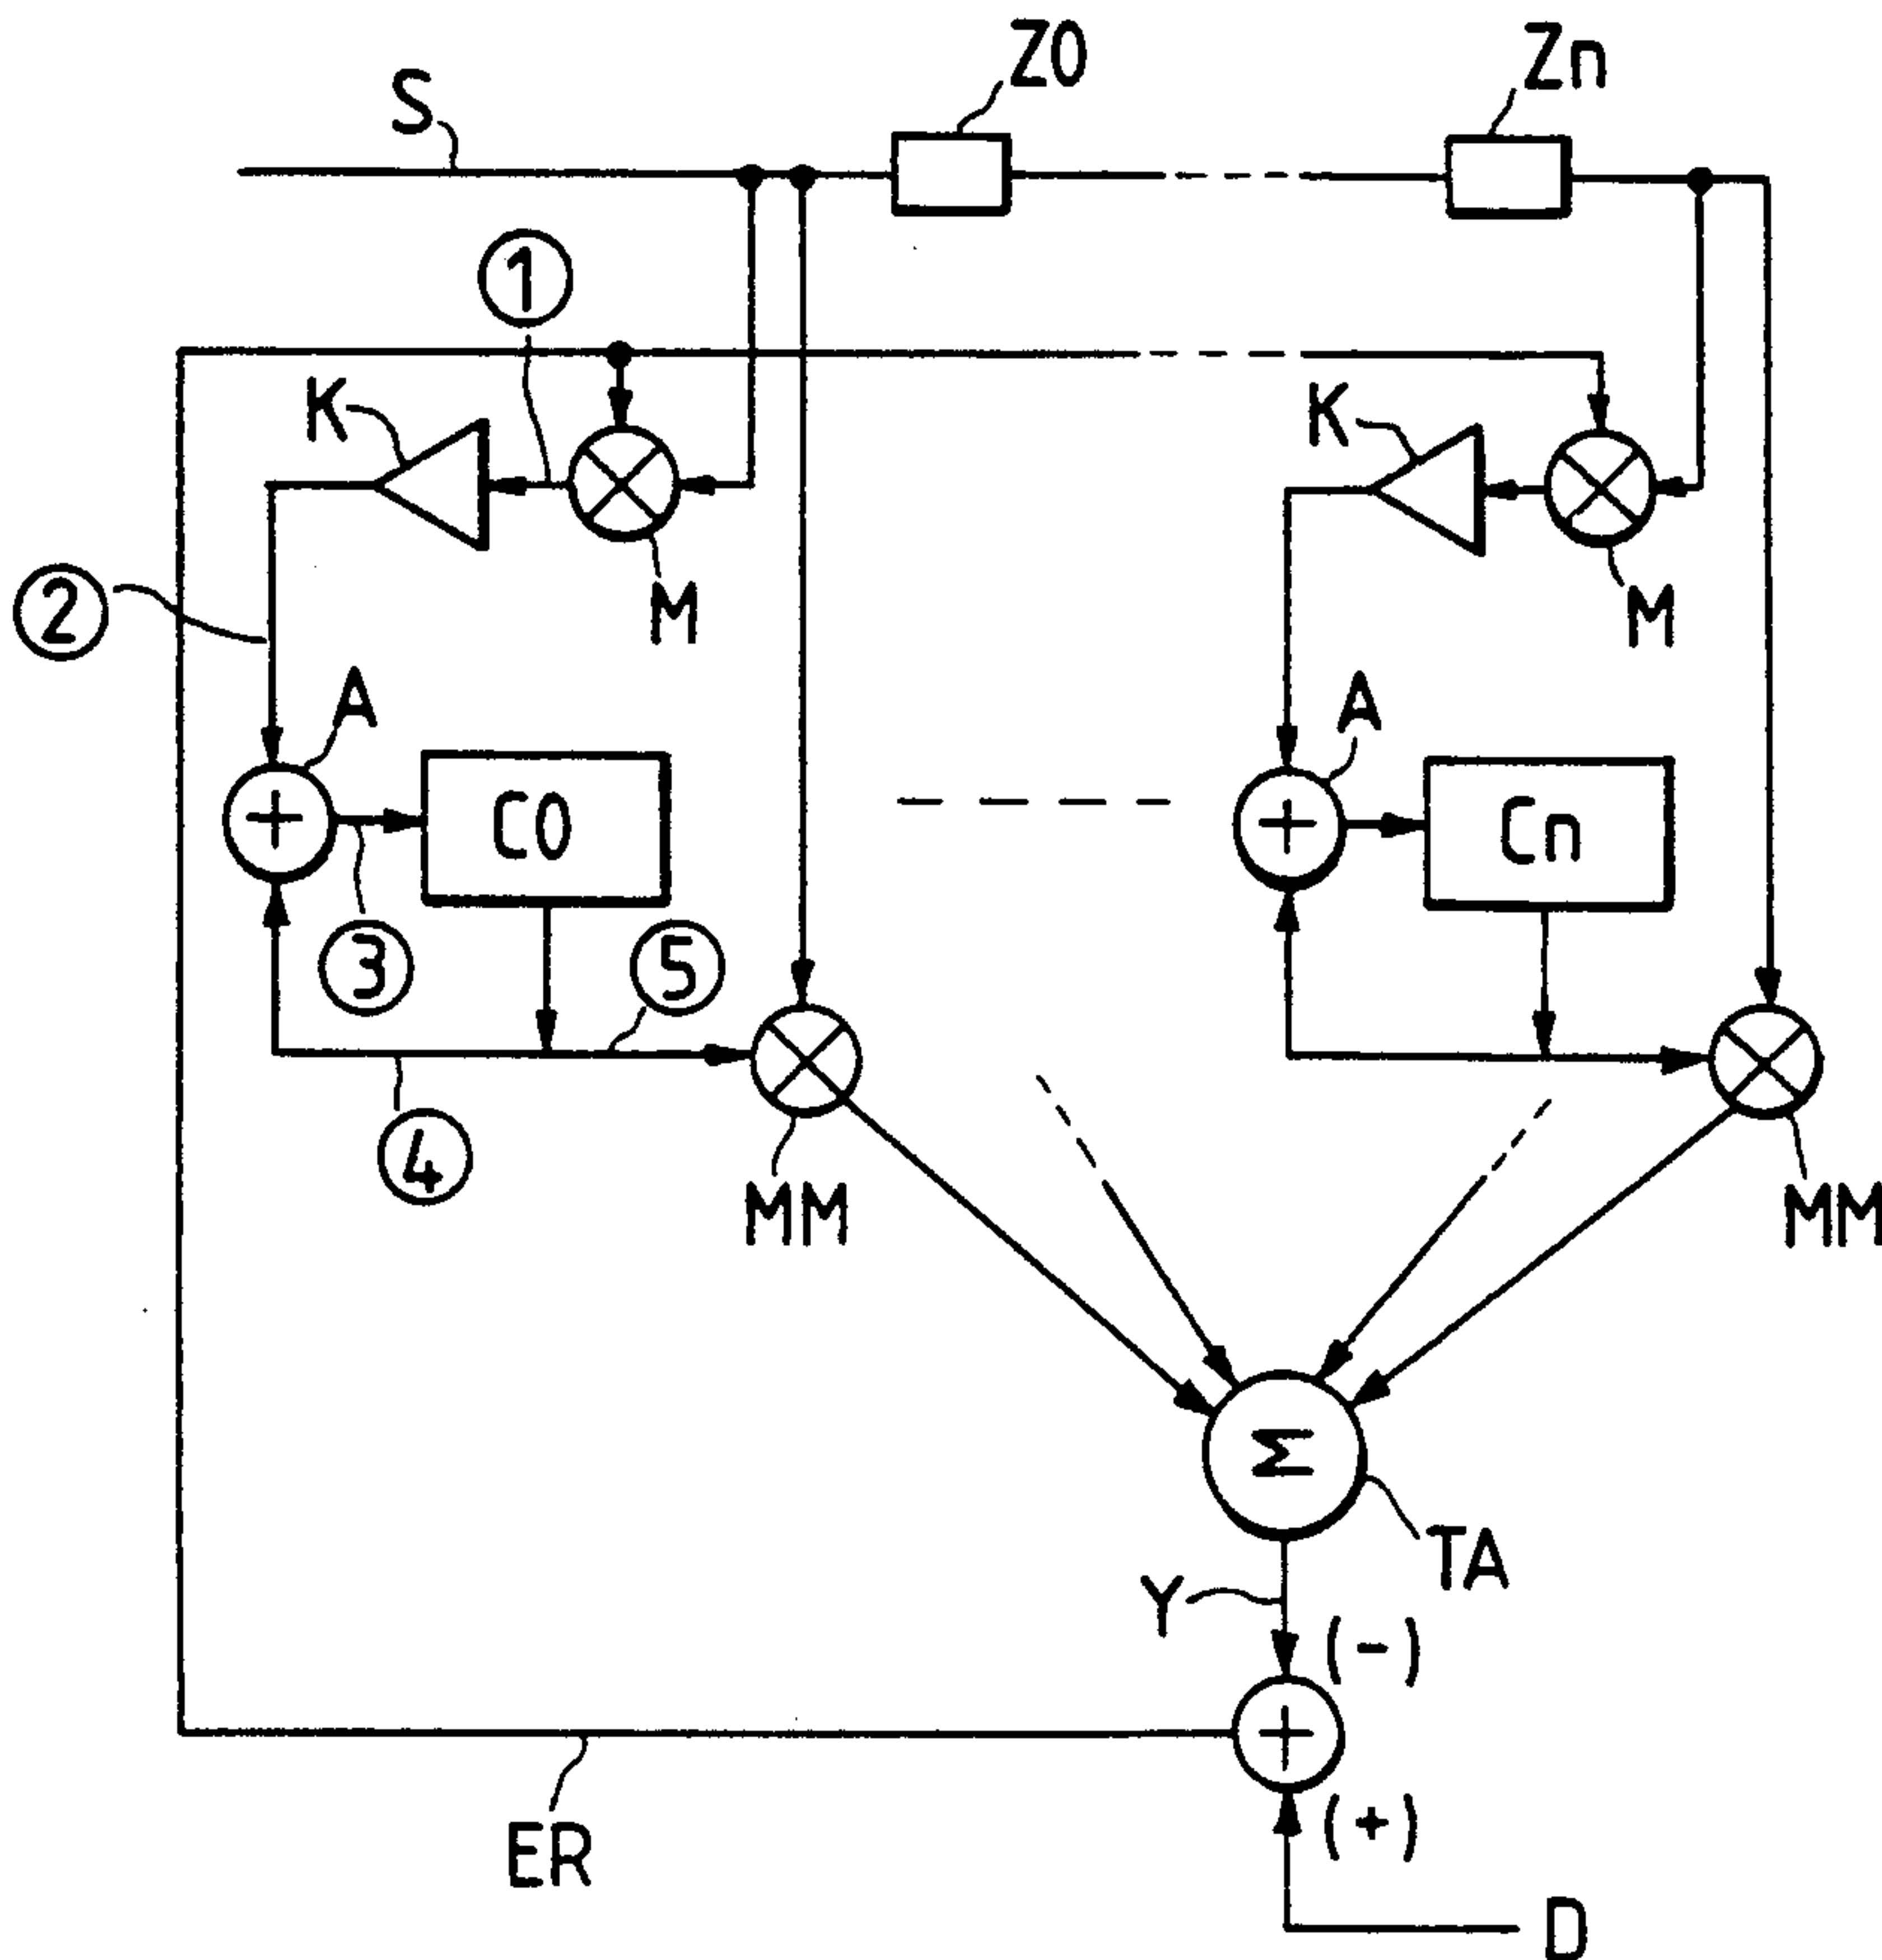 S
Z0
Zn
①
K
K
M
M
②
A
A
+
C0
+
Cn
③
⑤
④
MM
MM
Σ
TA
Y
(-)
+
ER
(+)
D